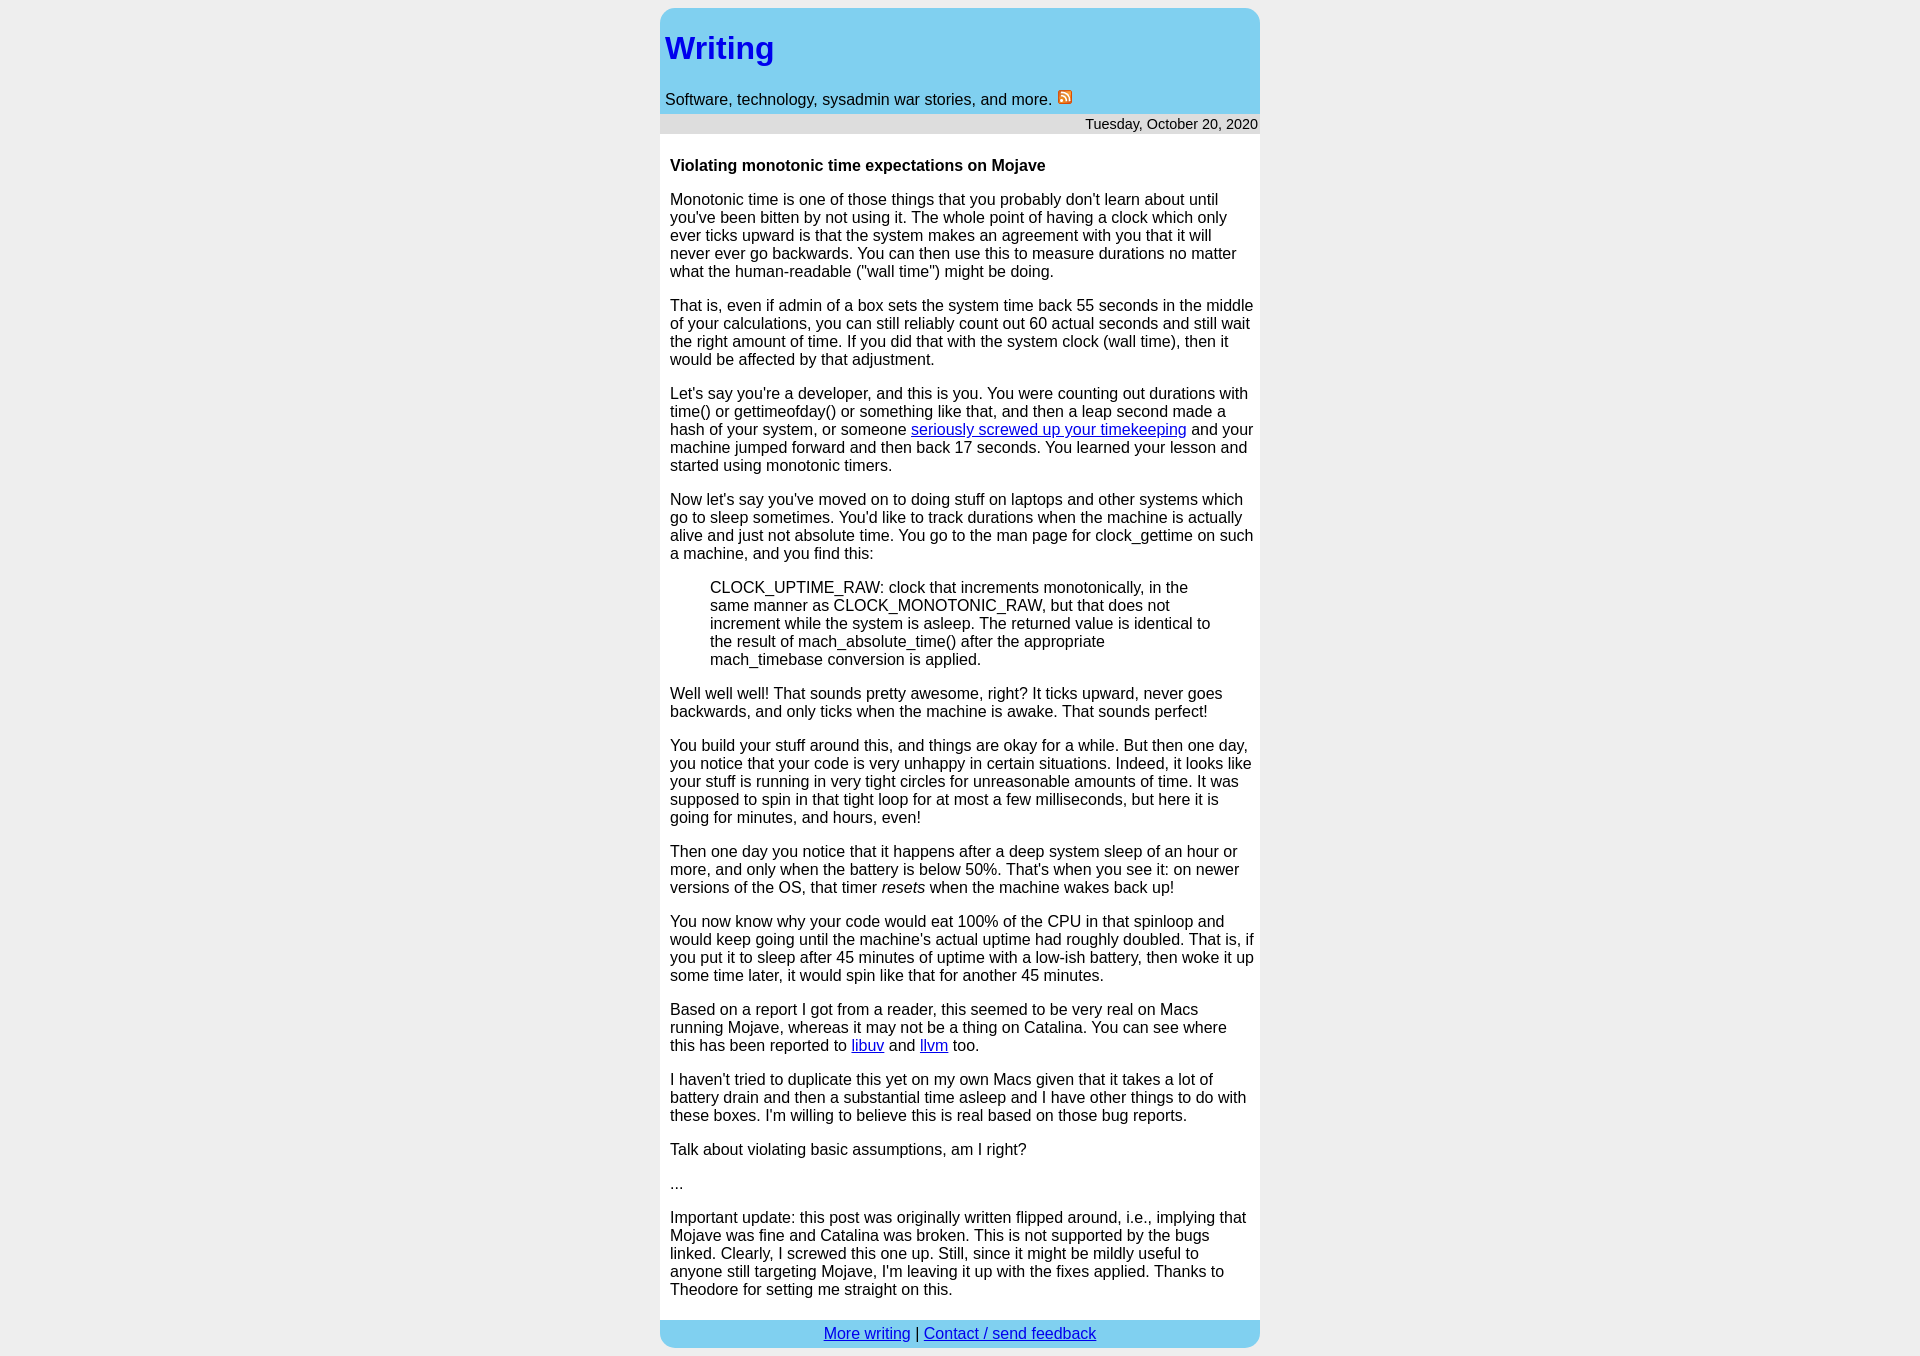 Writing
Software, technology, sysadmin war stories, and more.
Tuesday, October 20, 2020
Violating monotonic time expectations on Mojave
Monotonic time is one of those things that you probably don't learn about until
you've been bitten by not using it. The whole point of having a clock which only
ever ticks upward is that the system makes an agreement with you that it will
never ever go backwards. You can then use this to measure durations no matter
what the human-readable ("wall time") might be doing.
That is, even if admin of a box sets the system time back 55 seconds in the middle
of your calculations, you can still reliably count out 60 actual seconds and still wait
the right amount of time. If you did that with the system clock (wall time), then it
would be affected by that adjustment.
Let's say you're a developer, and this is you. You were counting out durations with
time() or gettimeofday() or something like that, and then a leap second made a
hash of your system, or someone seriously screwed up your timekeeping and your
machine jumped forward and then back 17 seconds. You learned your lesson and
started using monotonic timers.
Now let's say you've moved on to doing stuff on laptops and other systems which
go to sleep sometimes. You'd like to track durations when the machine is actually
alive and just not absolute time. You go to the man page for clock_gettime on such
a machine, and you find this:
CLOCK_UPTIME_RAW: clock that increments monotonically, in the
same manner as CLOCK_MONOTONIC_RAW, but that does not
increment while the system is asleep. The returned value is identical to
the result of mach_absolute_time() after the appropriate
mach_timebase conversion is applied.
Well well well! That sounds pretty awesome, right? It ticks upward, never goes
backwards, and only ticks when the machine is awake. That sounds perfect!
You build your stuff around this, and things are okay for a while. But then one day,
you notice that your code is very unhappy in certain situations. Indeed, it looks like
your stuff is running in very tight circles for unreasonable amounts of time. It was
supposed to spin in that tight loop for at most a few milliseconds, but here it is
going for minutes, and hours, even!
Then one day you notice that it happens after a deep system sleep of an hour or
more, and only when the battery is below 50%. That's when you see it: on newer
versions of the OS, that timer resets when the machine wakes back up!
You now know why your code would eat 100% of the CPU in that spinloop and
would keep going until the machine's actual uptime had roughly doubled. That is, if
you put it to sleep after 45 minutes of uptime with a low-ish battery, then woke it up
some time later, it would spin like that for another 45 minutes.
Based on a report I got from a reader, this seemed to be very real on Macs
running Mojave, whereas it may not be a thing on Catalina. You can see where
this has been reported to libuv and llvm too.
I haven't tried to duplicate this yet on my own Macs given that it takes a lot of
battery drain and then a substantial time asleep and I have other things to do with
these boxes. I'm willing to believe this is real based on those bug reports.
Talk about violating basic assumptions, am I right?
...
Important update: this post was originally written flipped around, i.e., implying that
Mojave was fine and Catalina was broken. This is not supported by the bugs
linked. Clearly, I screwed this one up. Still, since it might be mildly useful to
anyone still targeting Mojave, I'm leaving it up with the fixes applied. Thanks to
Theodore for setting me straight on this.
More writing | Contact / send feedback